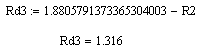 Rd3 := 1.8805791373365304003 − R2
Rd3 = 1.316